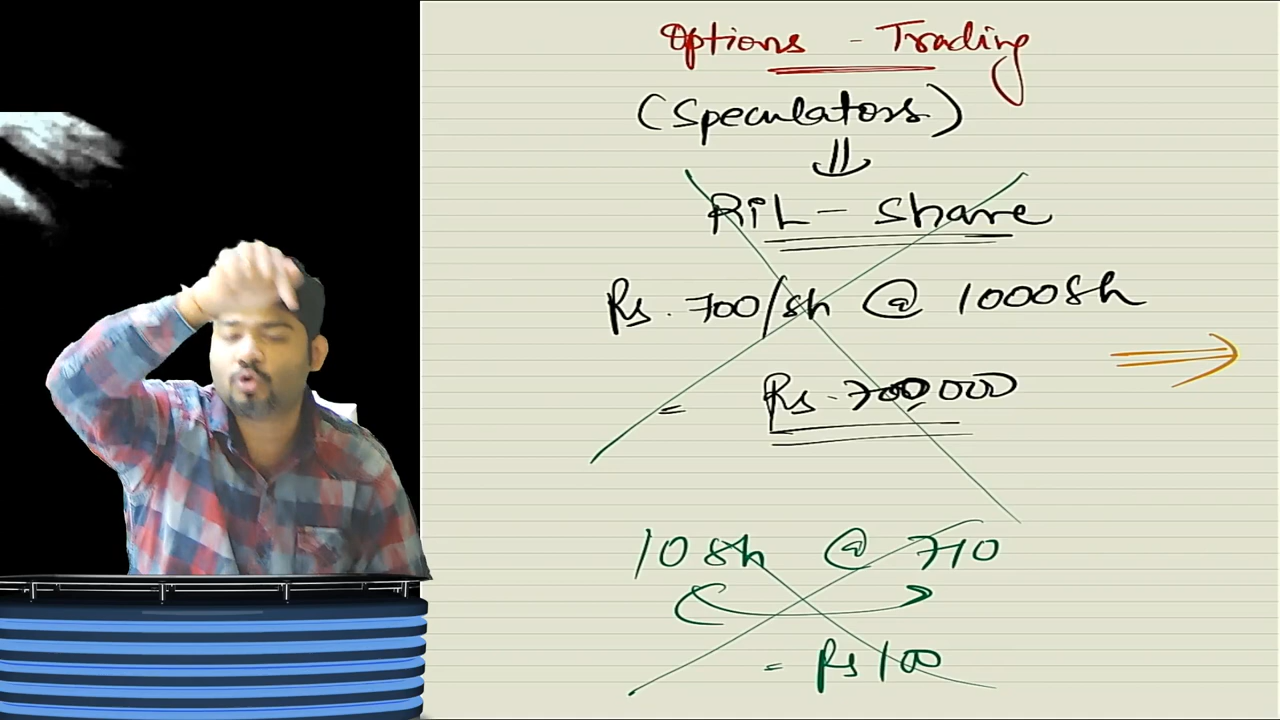 Options - Trading
(Speculators)
⇓
RIL - Share
Rs. 700/sh @ 1000sh
= Rs. 700,000
10 sh @ 710
= Rs 100